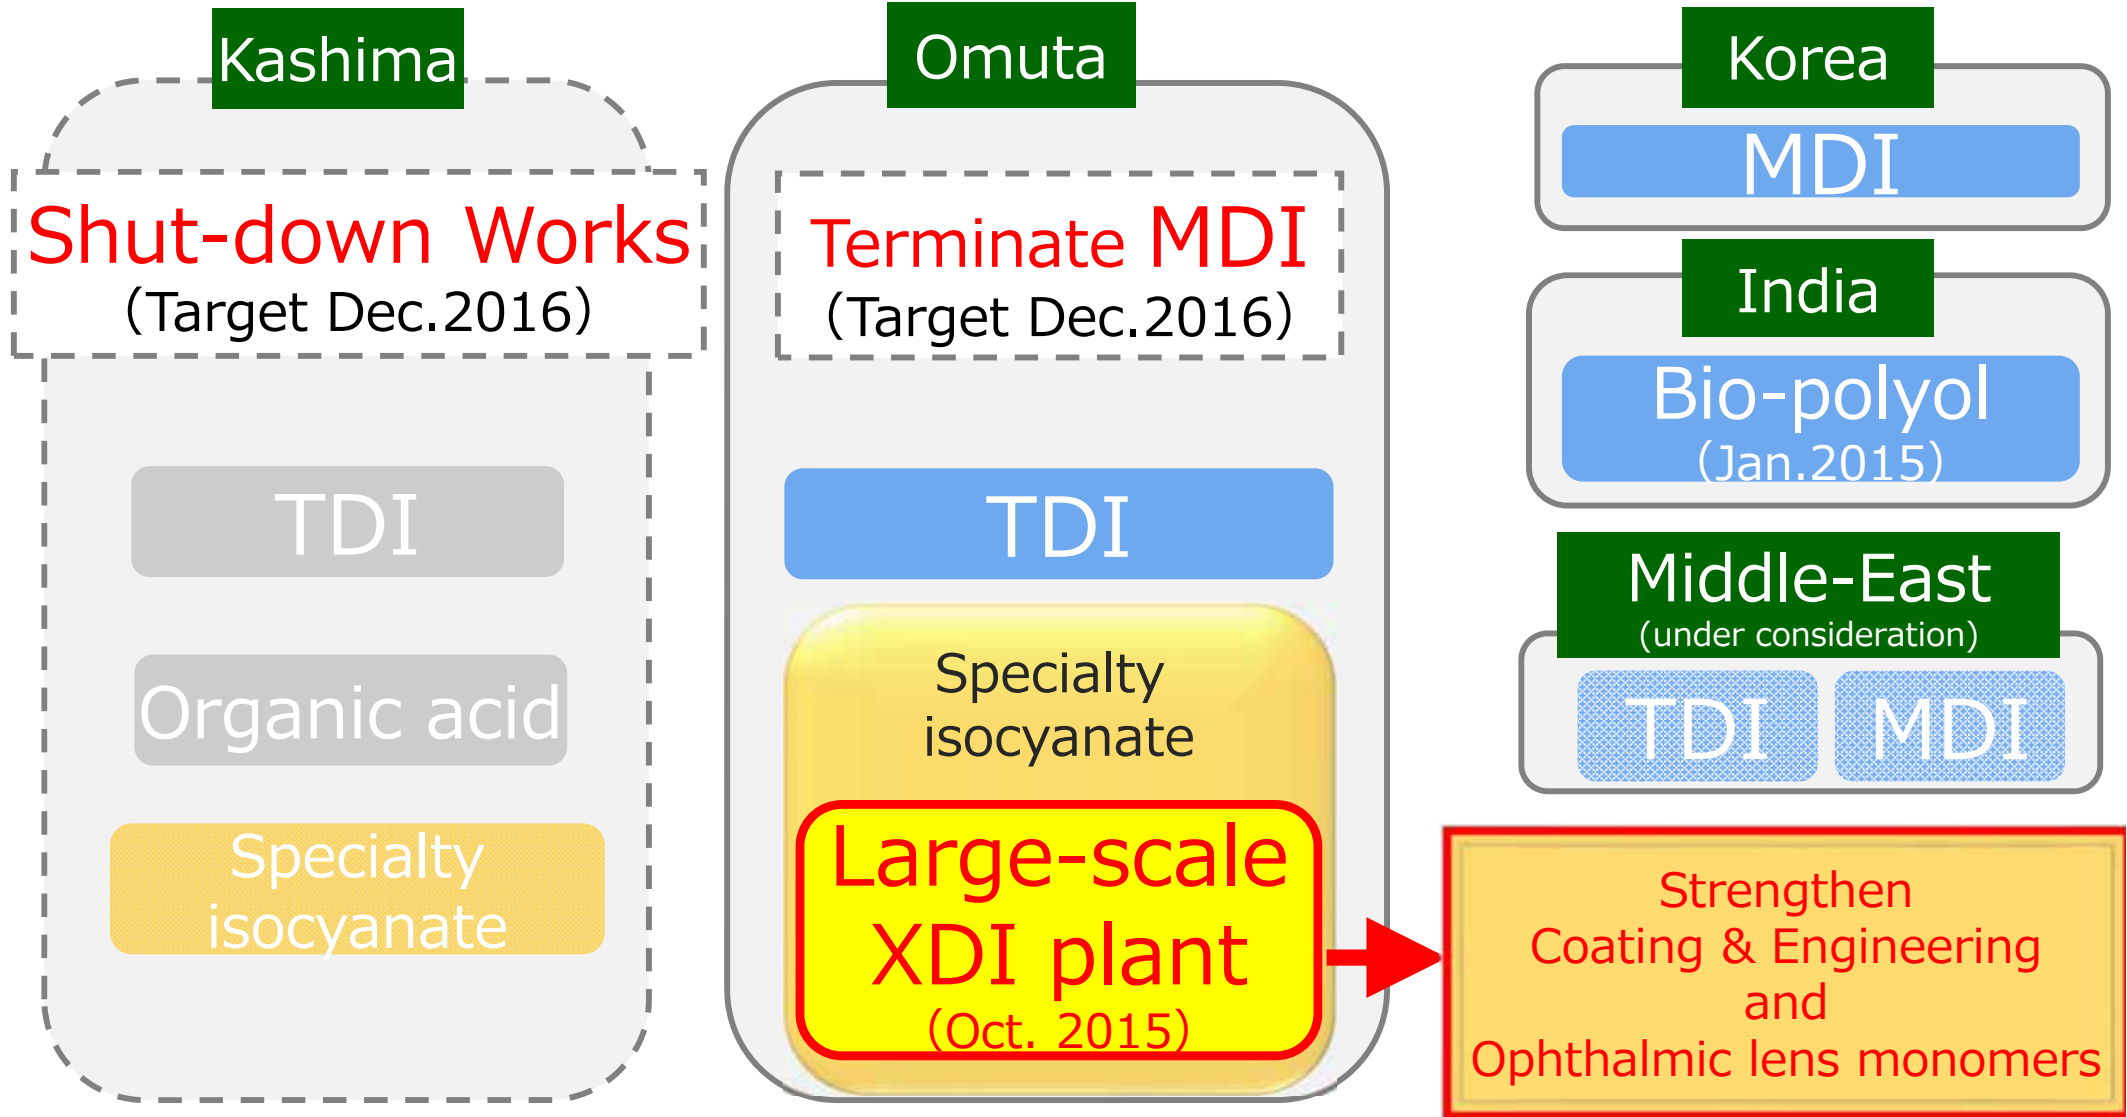 Kashima
Shut-down Works
（Target Dec.2016）
TDI
Organic acid
Specialty
isocyanate
Omuta
Terminate MDI
（Target Dec.2016）
TDI
Specialty
isocyanate
Large-scale
XDI plant
（Oct. 2015）
Korea
MDI
India
Bio-polyol
（Jan.2015）
Middle-East
(under consideration)
TDI MDI
Strengthen
Coating & Engineering
and
Ophthalmic lens monomers